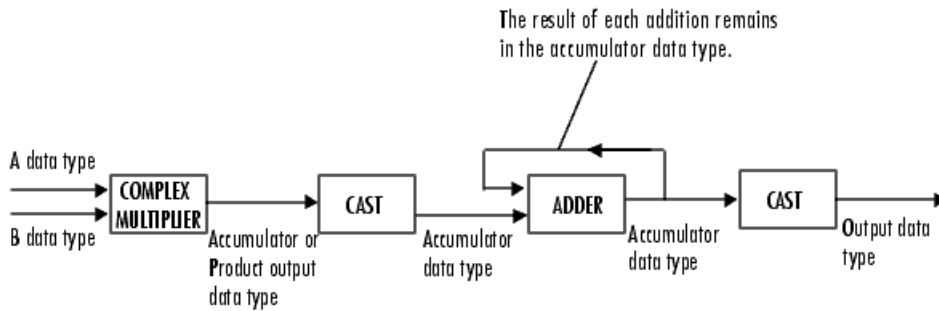 The result of each addition remains
in the accumulator data type.
A data type
COMPLEX
MULTIPLIER
B data type
Accumulator or
Product output
data type
CAST
Accumulator
data type
ADDER
Accumulator
data type
CAST
Output data
type